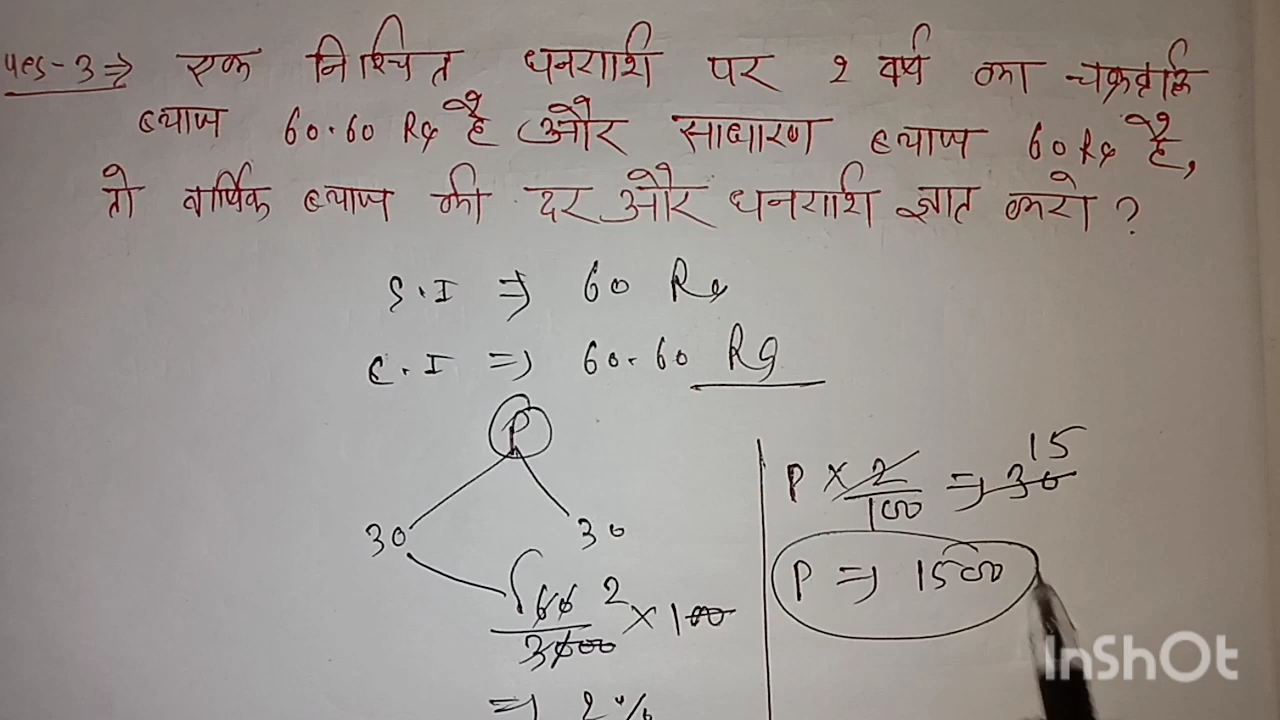 ues-3⇒ एक निश्चित धनराशि पर 2 वर्ष का चक्रवृद्धि
ब्याज 60.60 Rs है और साधारण ब्याज 60 Rs है,
तो वार्षिक ब्याज की दर और धनराशि ज्ञात करो ?
S.I ⇒ 60 Rs
C.I ⇒ 60.60 Rs
P
30 30
60 2
3000 × 100
⇒ 2%
P × 2/100 ⇒ 30 15
P ⇒ 1500
InShOt